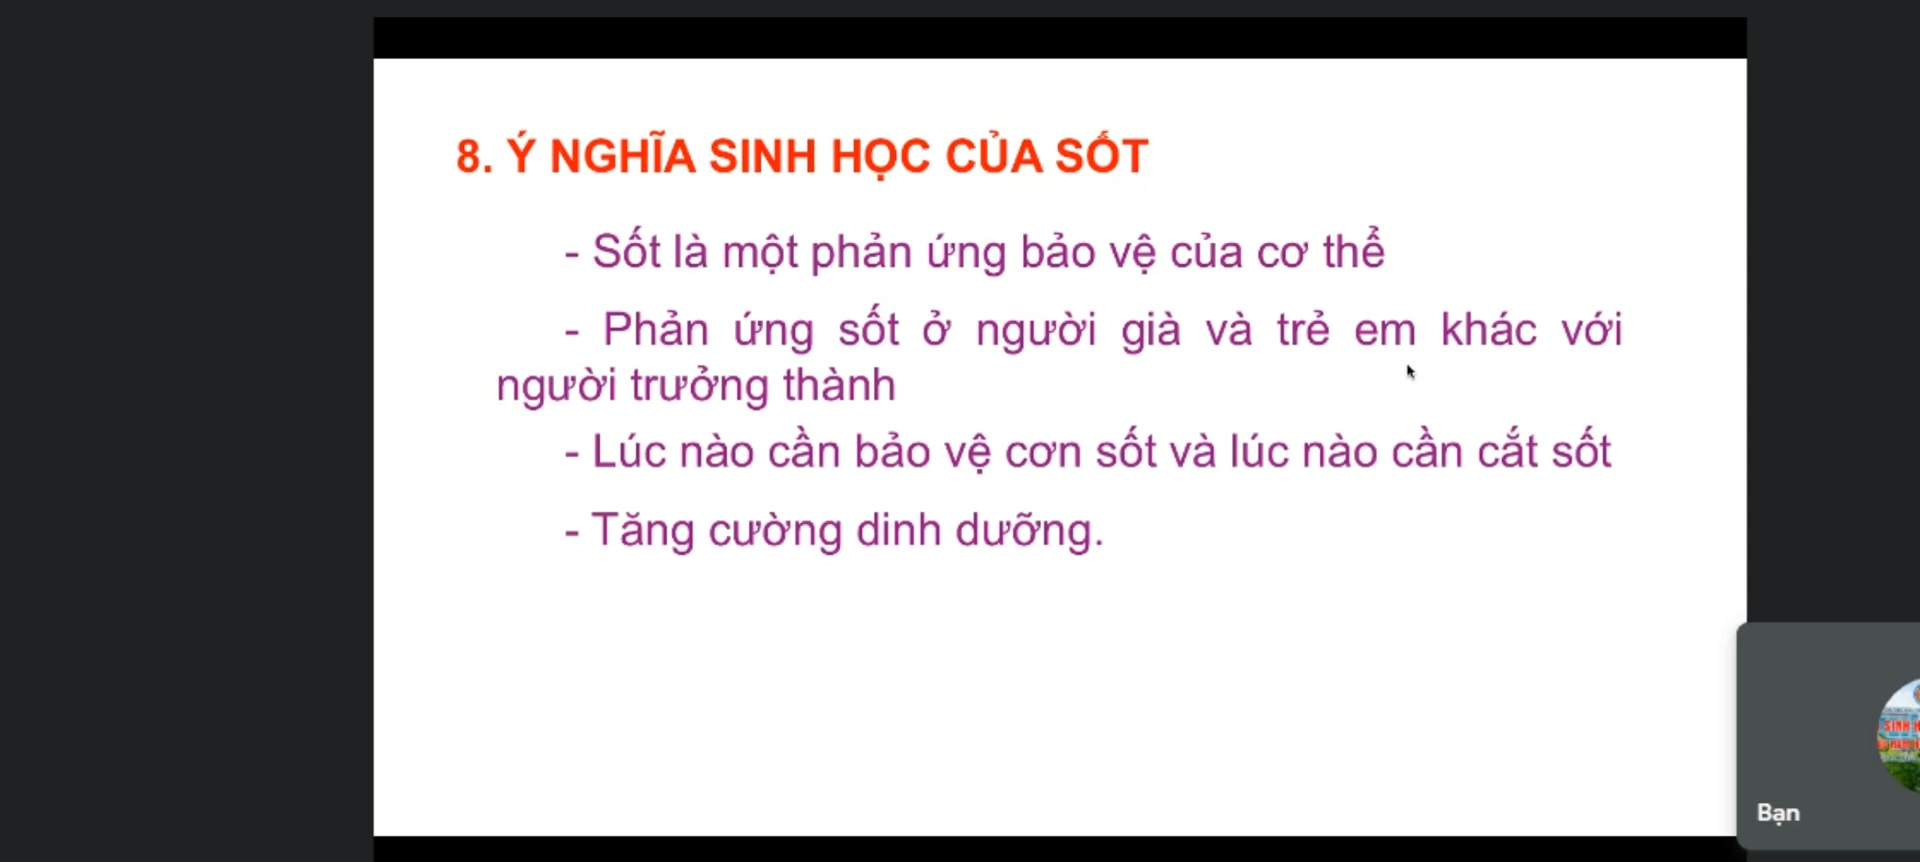 8. Ý NGHĨA SINH HỌC CỦA SỐT
- Sốt là một phản ứng bảo vệ của cơ thể
- Phản ứng sốt ở người già và trẻ em khác với
người trưởng thành
- Lúc nào cần bảo vệ cơn sốt và lúc nào cần cắt sốt
- Tăng cường dinh dưỡng.
SINH
Bạn